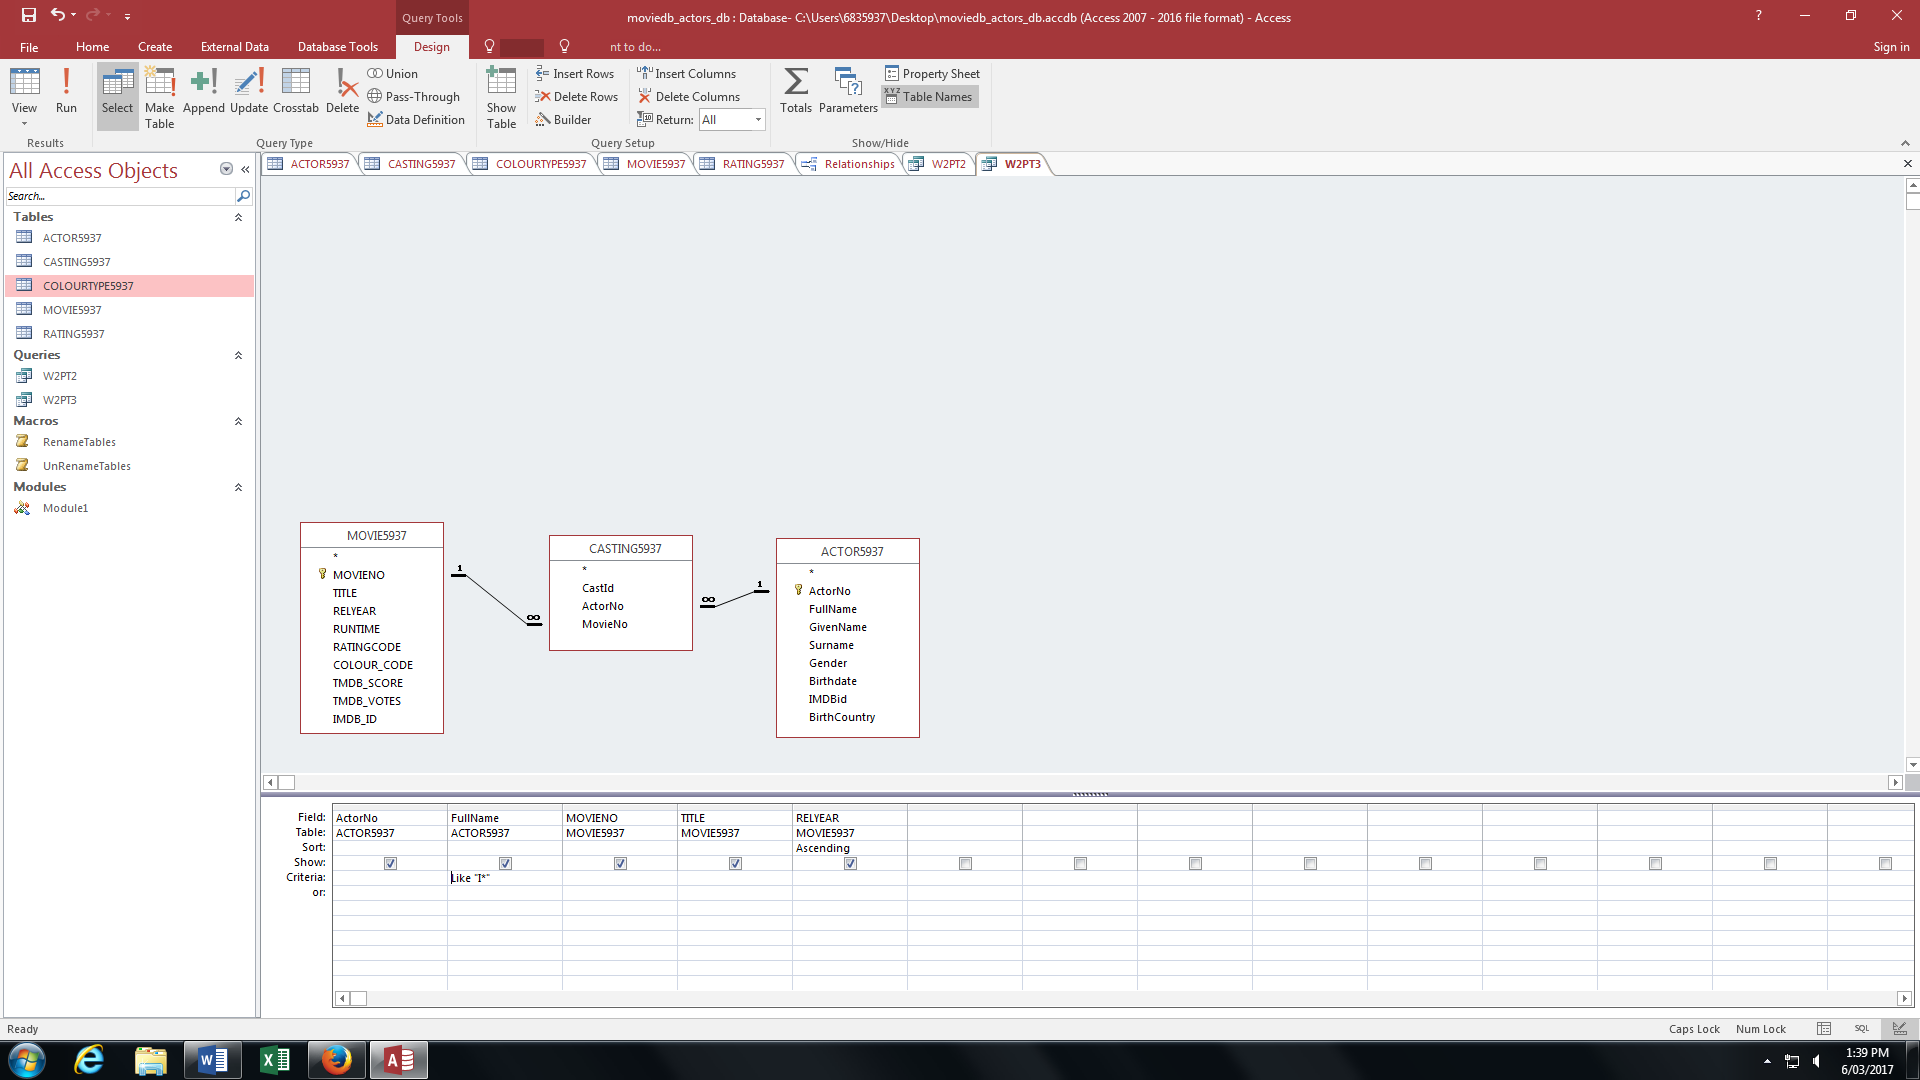 Query Tools
moviedb_actors_db : Database- C:\Users\6835937\Desktop\moviedb_actors_db.accdb (Access 2007 - 2016 file format) - Access
File Home Create External Data Database Tools Design nt to do... Sign in
View Run Select Make Table Append Update Crosstab Delete
Union
Pass-Through
Data Definition
Show Table
Insert Rows
Delete Rows
Builder
Insert Columns
Delete Columns
Return: All
Totals Parameters
Property Sheet
Table Names
Results Query Type Query Setup Show/Hide
All Access Objects
Search...
Tables
ACTOR5937
CASTING5937
COLOURTYPE5937
MOVIE5937
RATING5937
Queries
W2PT2
W2PT3
Macros
RenameTables
UnRenameTables
Modules
Module1
ACTOR5937 CASTING5937 COLOURTYPE5937 MOVIE5937 RATING5937 Relationships W2PT2 W2PT3
MOVIE5937
*
MOVIENO
TITLE
RELYEAR
RUNTIME
RATINGCODE
COLOUR_CODE
TMDB_SCORE
TMDB_VOTES
IMDB_ID
1
∞
CASTING5937
*
CastId
ActorNo
MovieNo
∞
1
ACTOR5937
*
ActorNo
FullName
GivenName
Surname
Gender
Birthdate
IMDBid
BirthCountry
Field: ActorNo FullName MOVIENO TITLE RELYEAR
Table: ACTOR5937 ACTOR5937 MOVIE5937 MOVIE5937 MOVIE5937
Sort: Ascending
Show:
Criteria: Like "I*"
or:
Ready
Caps Lock Num Lock SQL
1:39 PM
6/03/2017